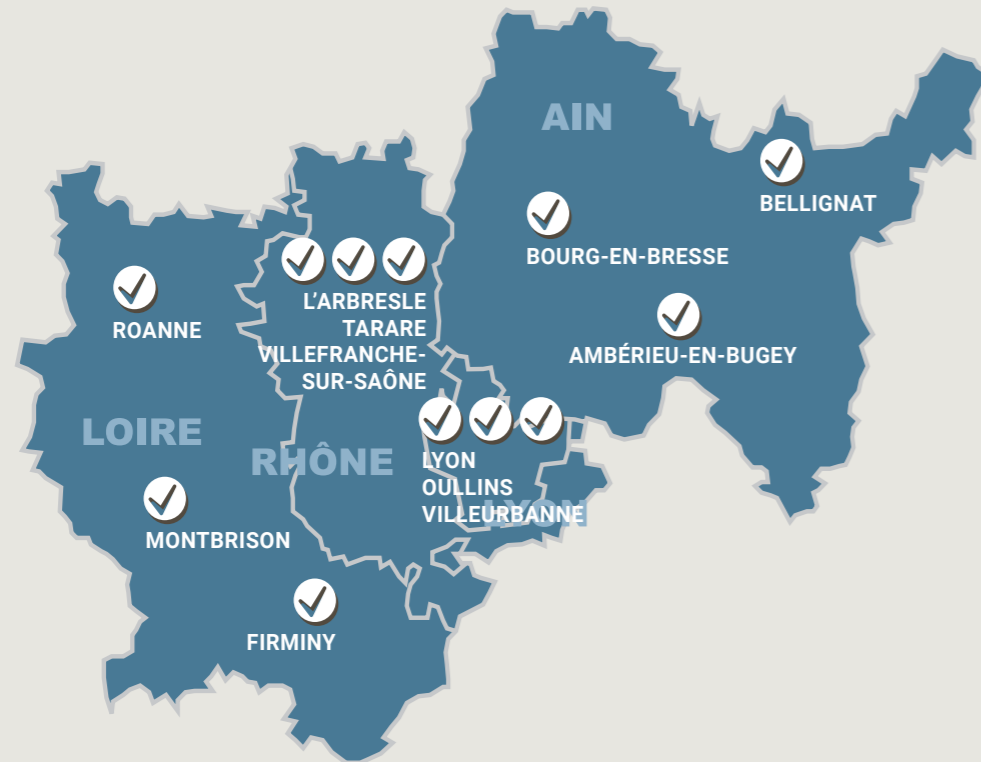 AIN
BELLIGNAT
BOURG-EN-BRESSE
L’ARBRESLE
TARARE
VILLEFRANCHE-
SUR-SAÔNE
ROANNE
AMBÉRIEU-EN-BUGEY
LOIRE
RHÔNE
LYON
OULLINS
VILLEURBANNE
LYON
MONTBRISON
FIRMINY